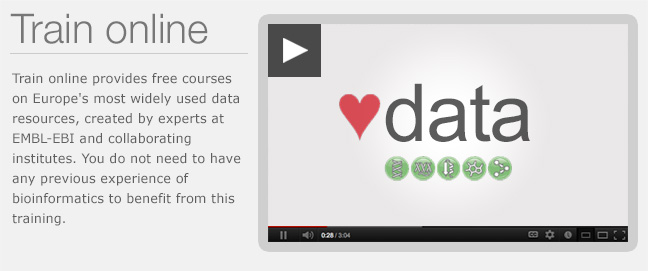 Train online
Train online provides free courses
on Europe's most widely used data
resources, created by experts at
EMBL-EBI and collaborating
institutes. You do not need to have
any previous experience of
bioinformatics to benefit from this
training.
data
0:28 / 3:04